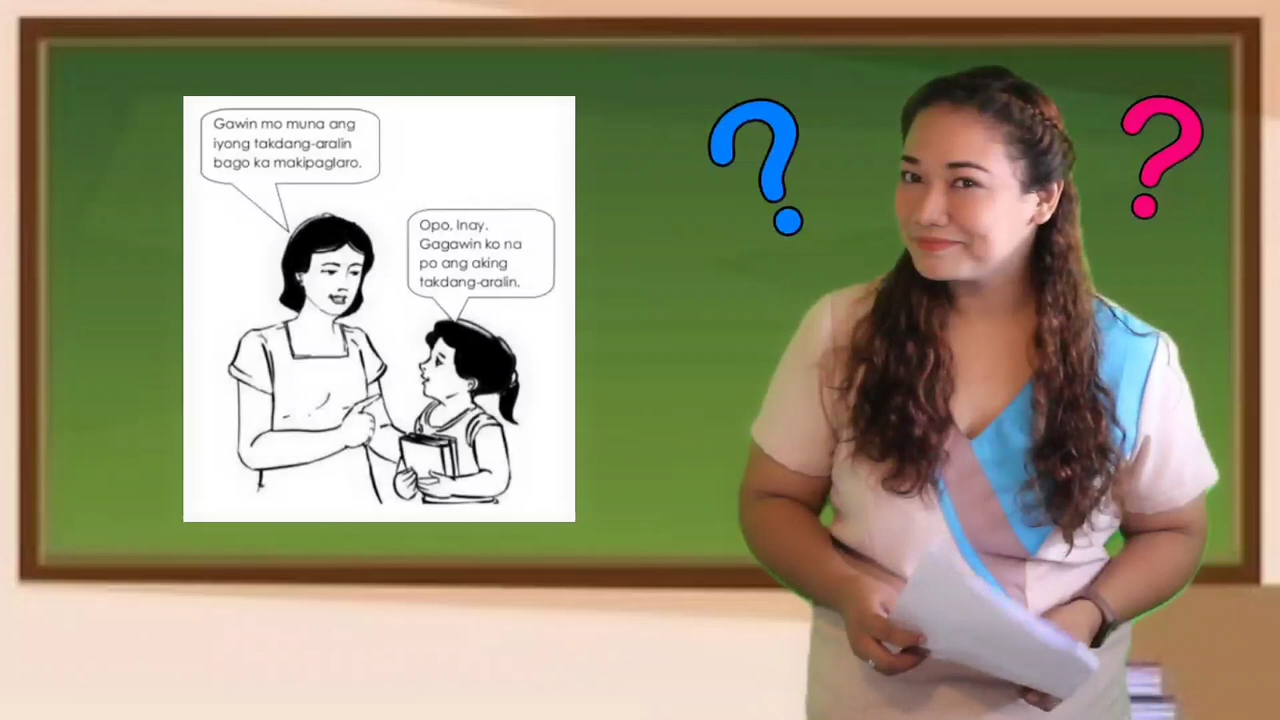 Gawin mo muna ang
iyong takdang-aralin
bago ka makipaglaro.
Opo, Inay.
Gagawin ko na
po ang aking
takdang-aralin.
? ?